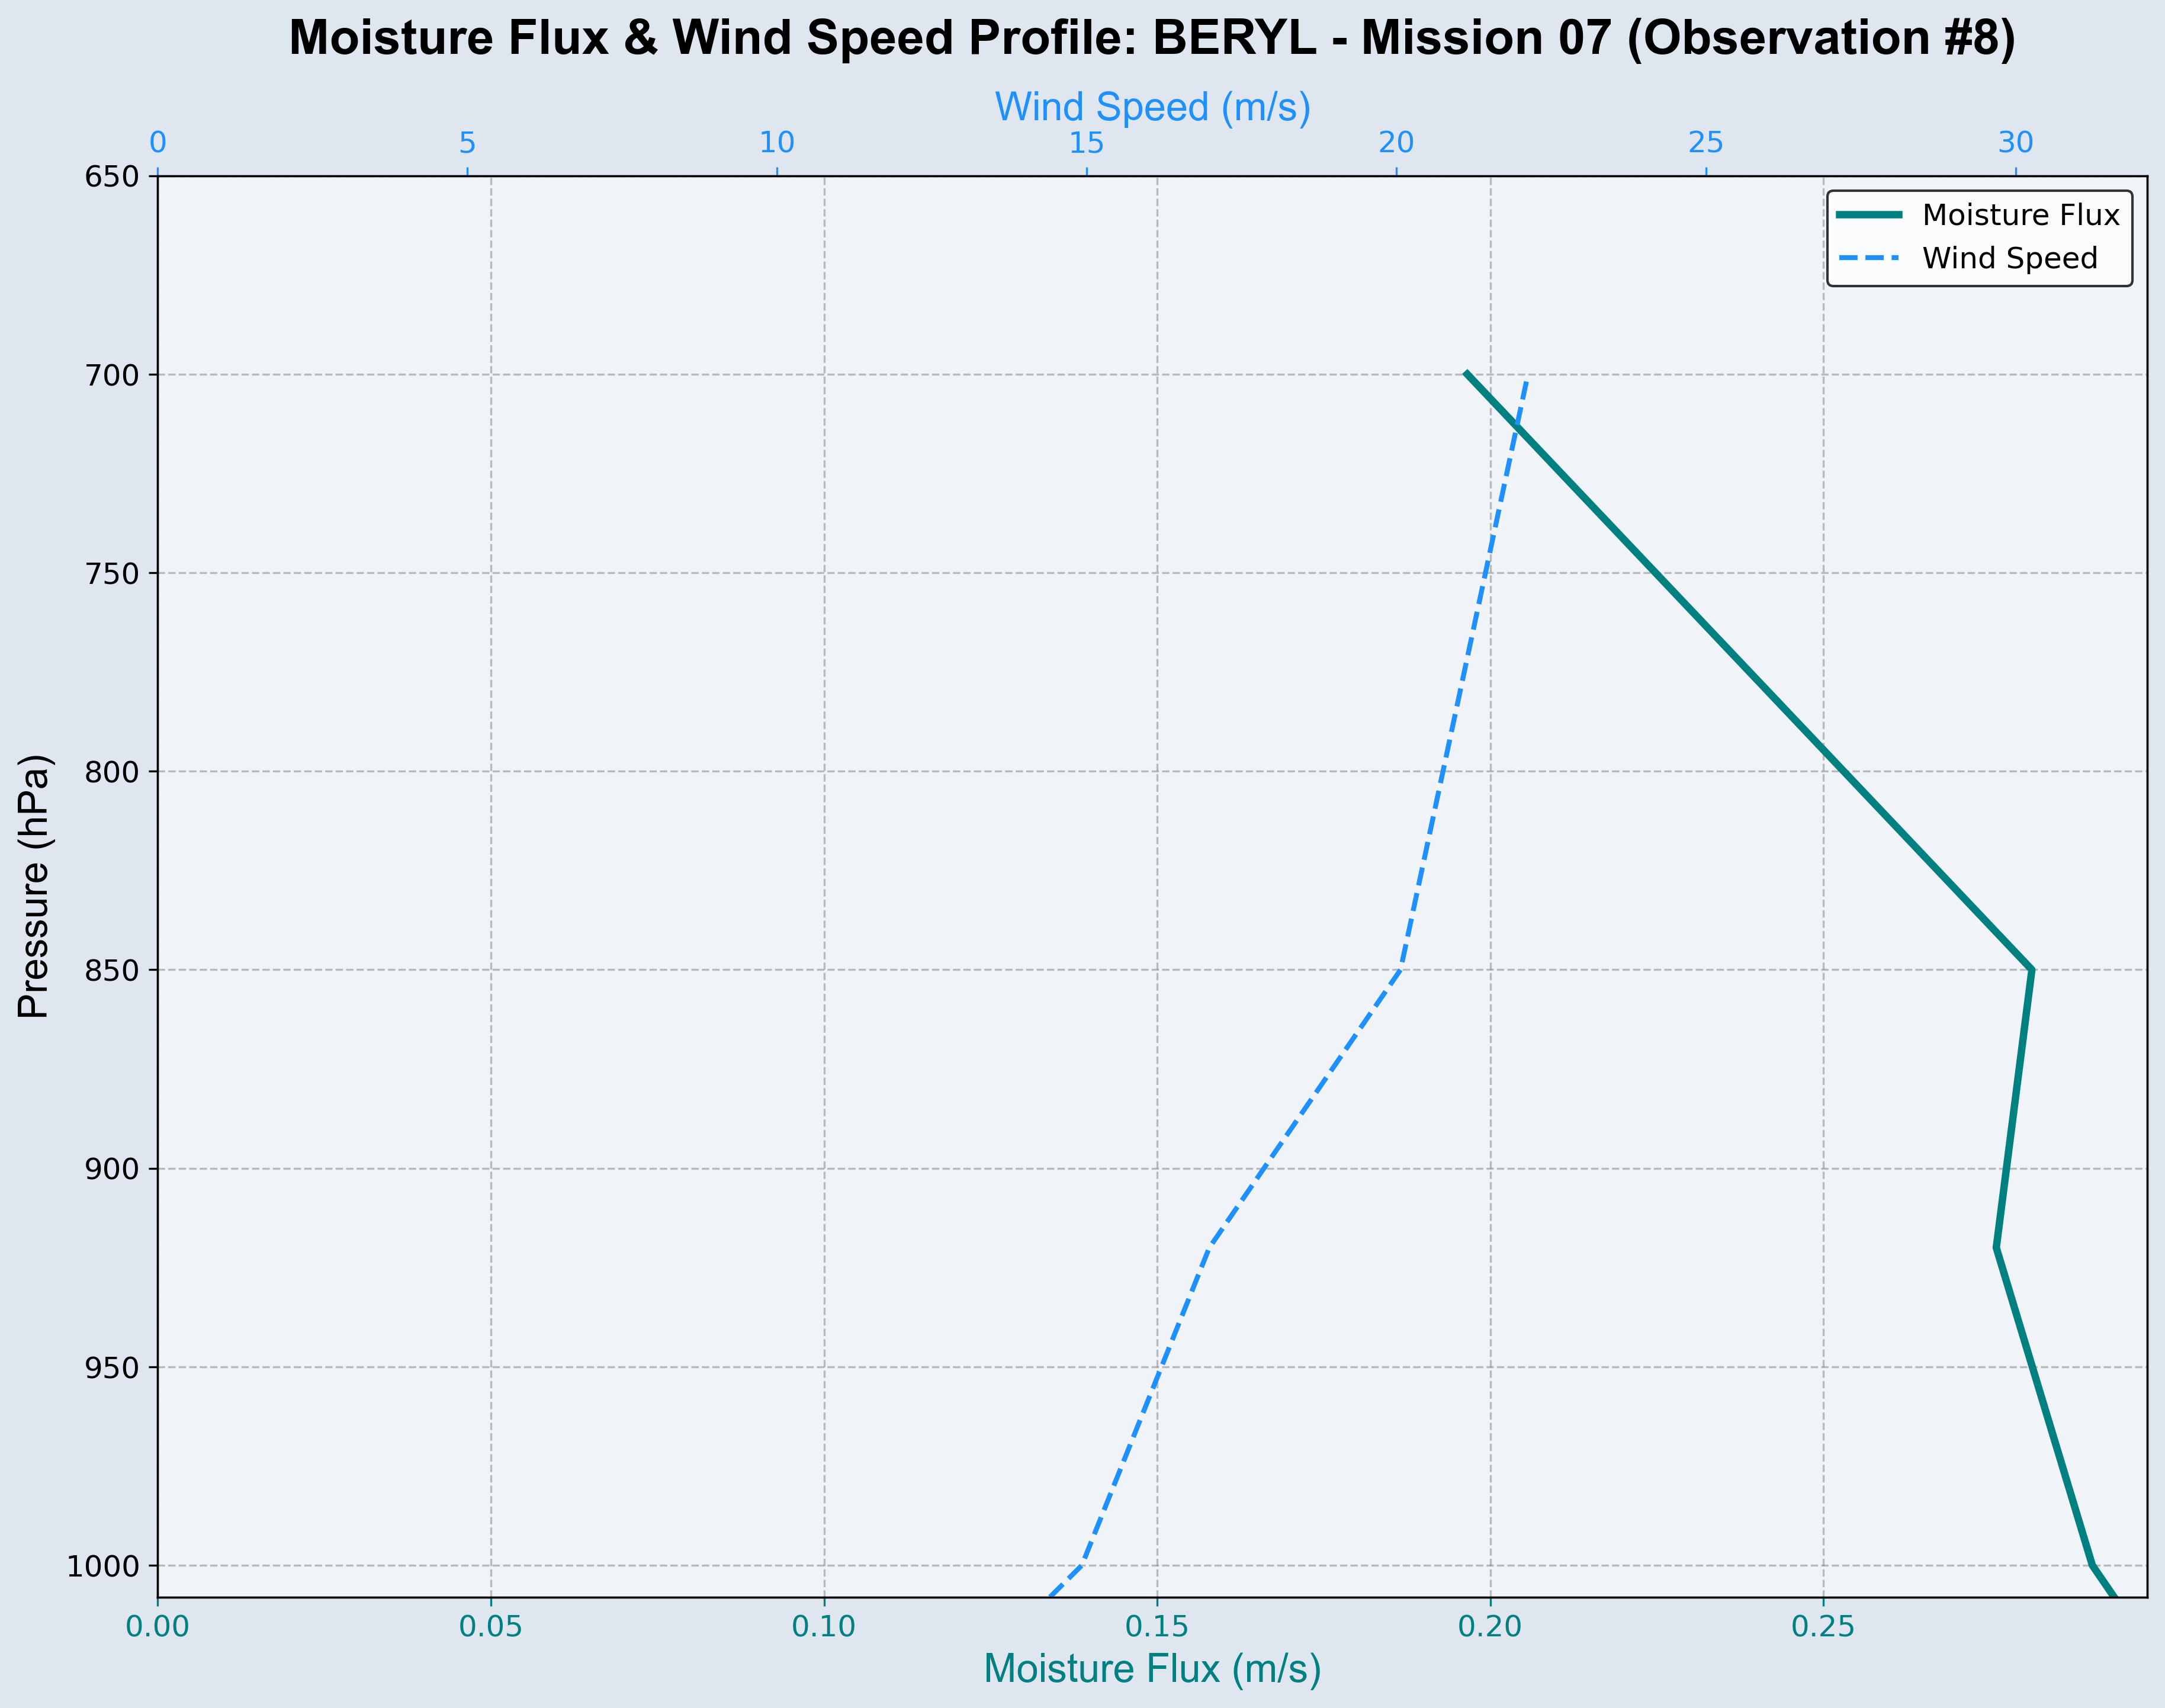 Moisture Flux & Wind Speed Profile: BERYL - Mission 07 (Observation #8)
Wind Speed (m/s)
0 5 10 15 20 25 30
Moisture Flux
Wind Speed
Pressure (hPa)
650
700
750
800
850
900
950
1000
0.00 0.05 0.10 0.15 0.20 0.25
Moisture Flux (m/s)